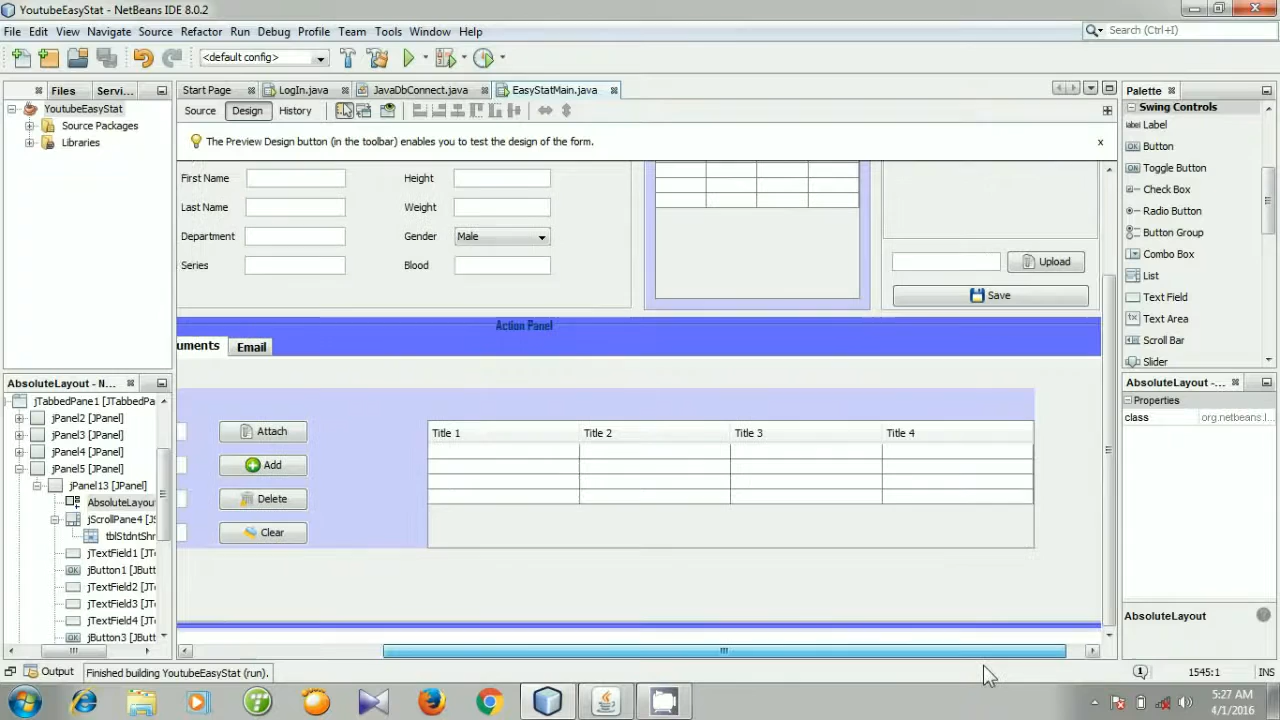 YoutubeEasyStat - NetBeans IDE 8.0.2
File Edit View Navigate Source Refactor Run Debug Profile Team Tools Window Help
Search (Ctrl+I)
<default config>
Files Servi...
Start Page LogIn.java JavaDbConnect.java EasyStatMain.java
Palette
YoutubeEasyStat
Source Packages
Libraries
Source Design History
The Preview Design button (in the toolbar) enables you to test the design of the form. x
Swing Controls
Label
Button
Toggle Button
Check Box
Radio Button
Button Group
Combo Box
List
Text Field
Text Area
Scroll Bar
Slider
First Name Height
Last Name Weight
Department Gender Male
Series Blood
Upload
Save
Action Panel
uments Email
Attach
Add
Delete
Clear
Title 1 Title 2 Title 3 Title 4
AbsoluteLayout - N...
jTabbedPane1 [JTabbedPa
jPanel2 [JPanel]
jPanel3 [JPanel]
jPanel4 [JPanel]
jPanel5 [JPanel]
jPanel13 [JPanel]
AbsoluteLayou
jScrollPane4 [JS
tblStdntShr
jTextField1 [JT
jButton1 [JButt
jTextField2 [JT
jTextField3 [JT
jTextField4 [JT
jButton3 [JButt
AbsoluteLayout -...
Properties
class org.netbeans.l
AbsoluteLayout
Output
Finished building YoutubeEasyStat (run).
1545:1 INS
5:27 AM
4/1/2016